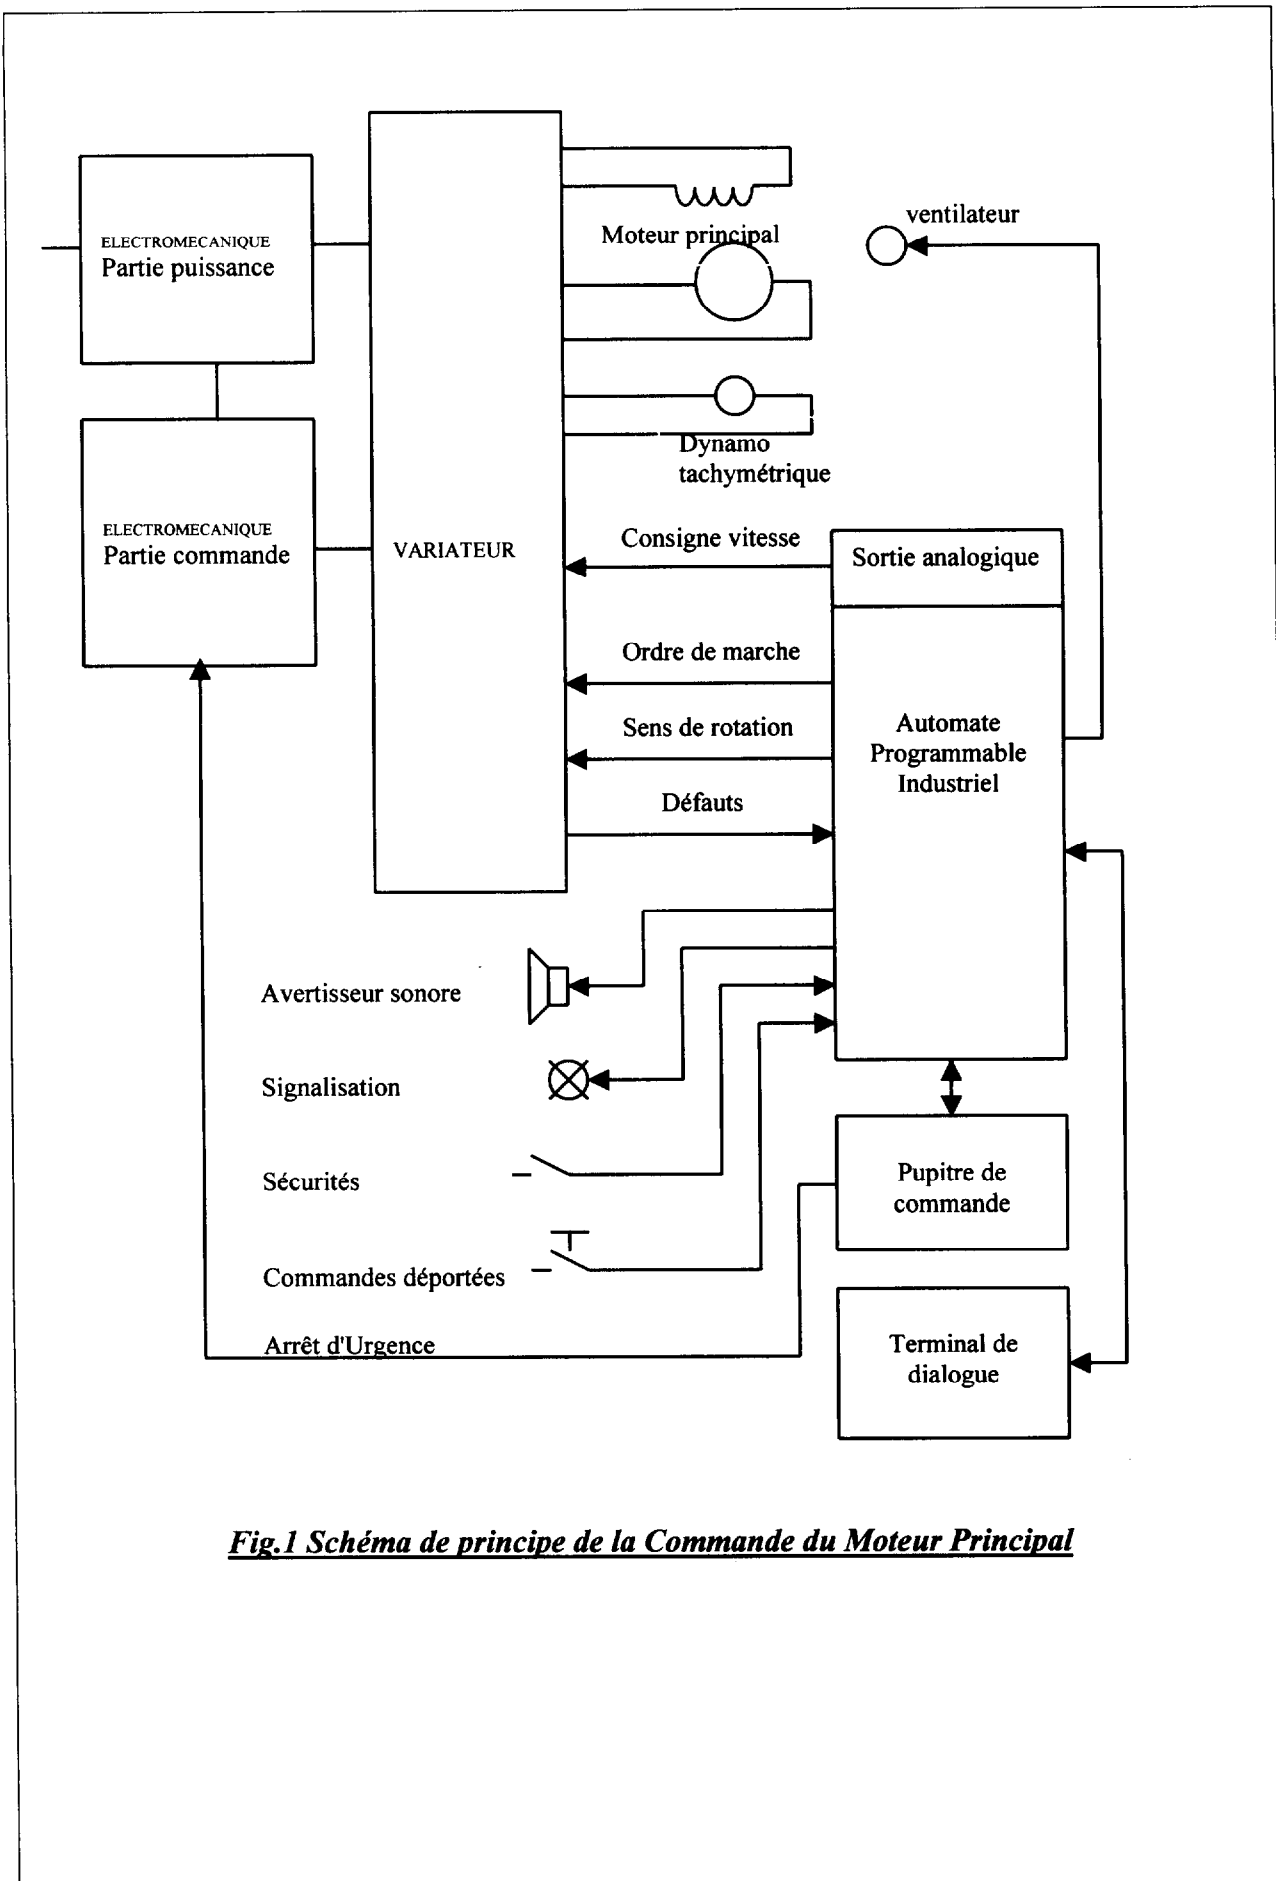 ventilateur
ELECTROMECANIQUE
Partie puissance
Moteur principal
Dynamo
tachymétrique
ELECTROMECANIQUE
Partie commande
VARIATEUR
Consigne vitesse
Sortie analogique
Ordre de marche
Sens de rotation
Automate
Programmable
Industriel
Défauts
Avertisseur sonore
Signalisation
Sécurités
Pupitre de
commande
Commandes déportées
Arrêt d'Urgence
Terminal de
dialogue
Fig.1 Schéma de principe de la Commande du Moteur Principal